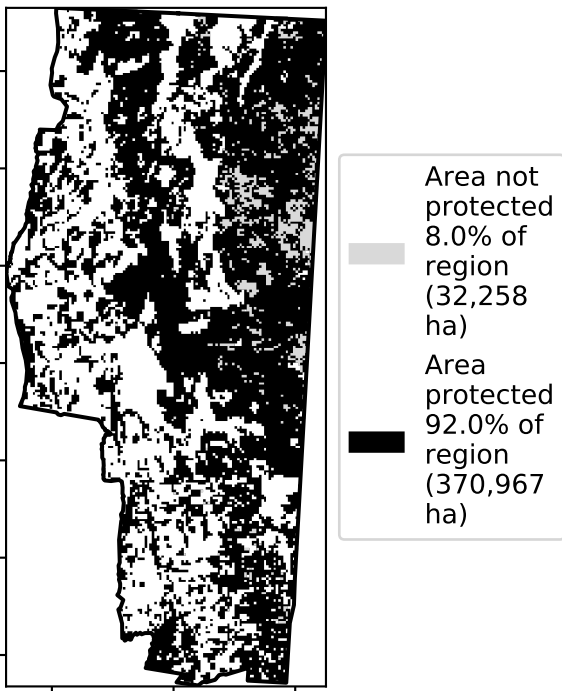 Area not
protected
8.0% of
region
(32,258
ha)
Area
protected
92.0% of
region
(370,967
ha)